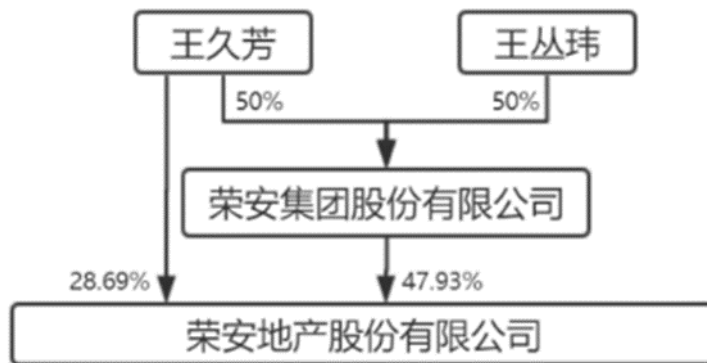 王久芳
王丛玮
50%
50%
荣安集团股份有限公司
28.69%
47.93%
荣安地产股份有限公司